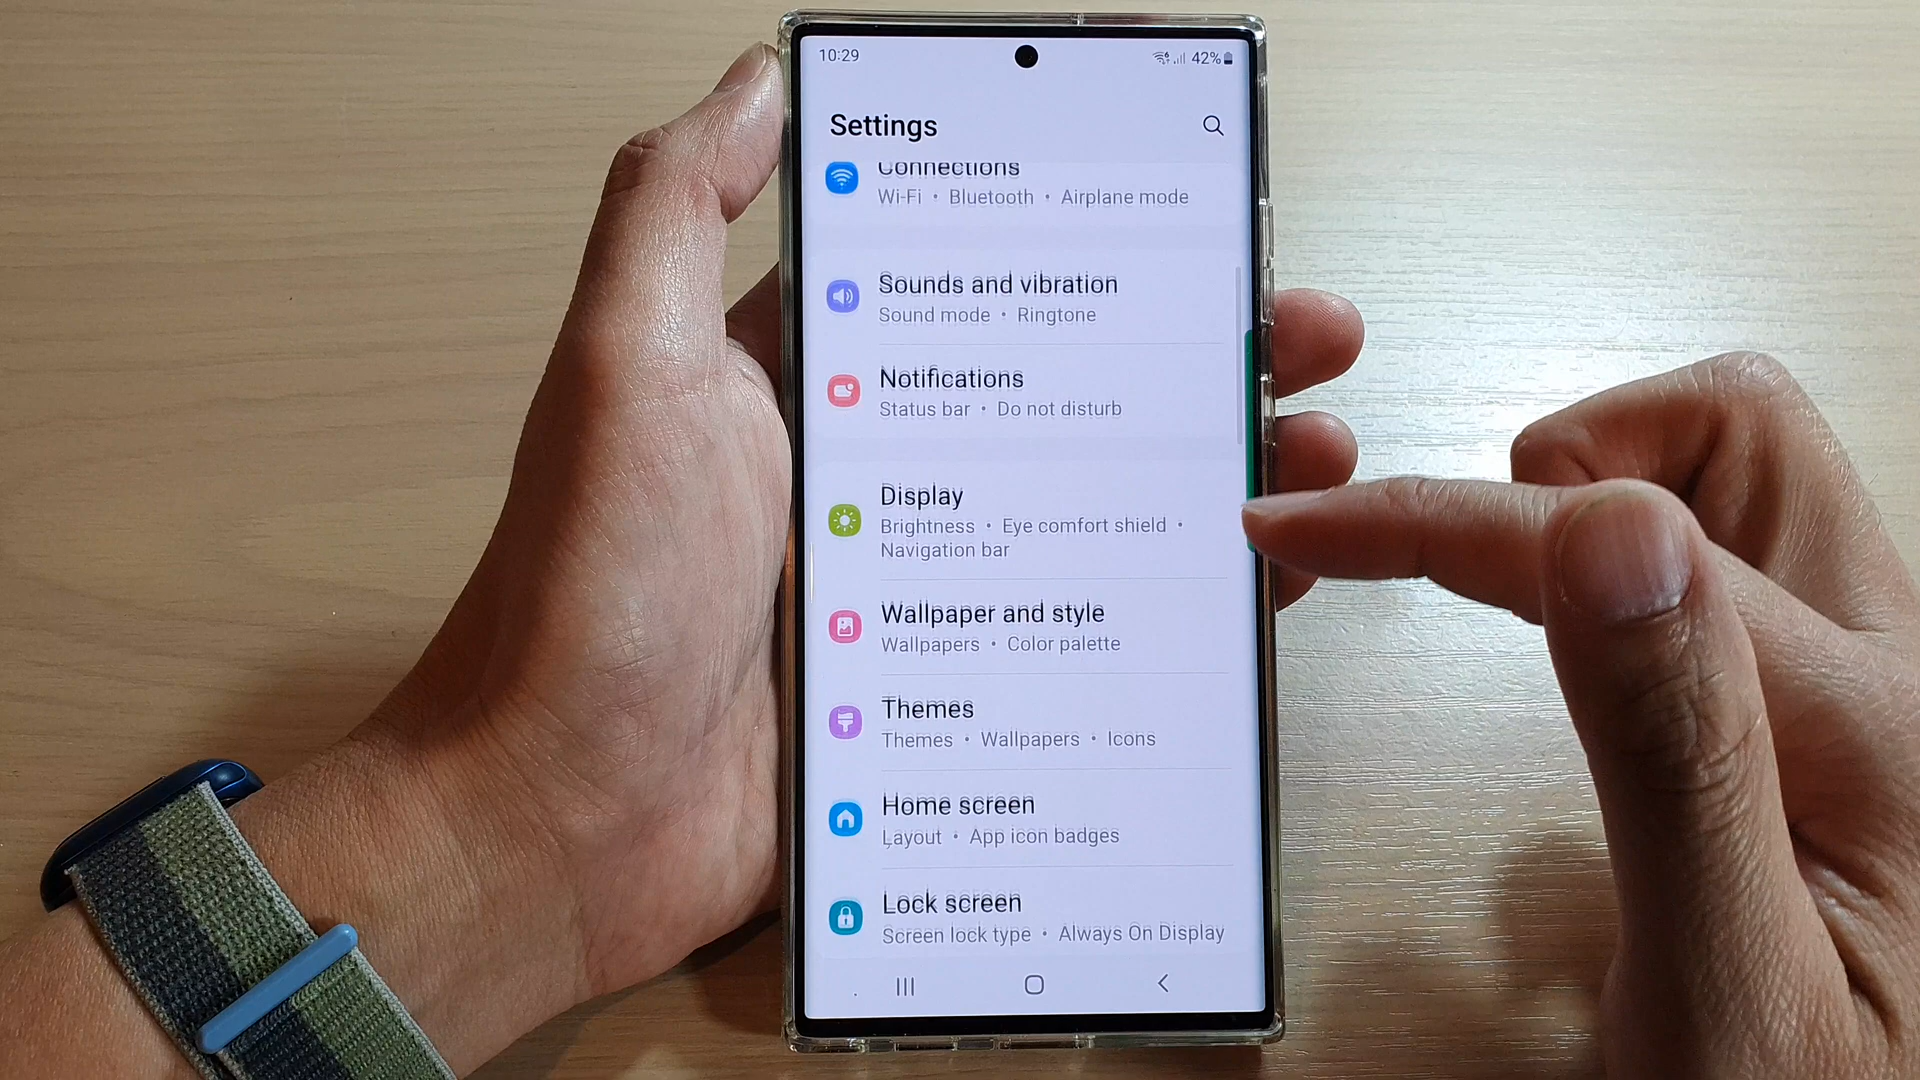 10:29
42%
Settings
Connections
Wi-Fi • Bluetooth • Airplane mode
Sounds and vibration
Sound mode • Ringtone
Notifications
Status bar • Do not disturb
Display
Brightness • Eye comfort shield •
Navigation bar
Wallpaper and style
Wallpapers • Color palette
Themes
Themes • Wallpapers • Icons
Home screen
Layout • App icon badges
Lock screen
Screen lock type • Always On Display